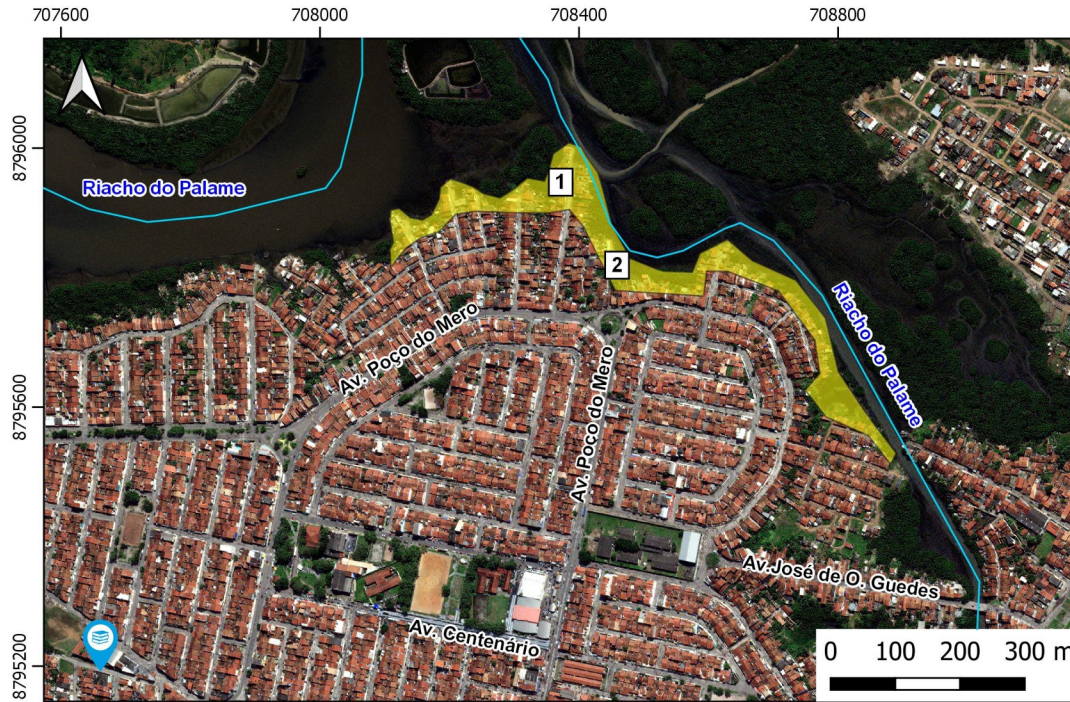 707600 708000 708400 708800
8796000
Riacho do Palame
1
2
Riacho do Palame
Av. Poço do Mero
Av. Poço do Mero
8795600
Av.José de O. Guedes
Av. Centenário
8795200
0 100 200 300 m